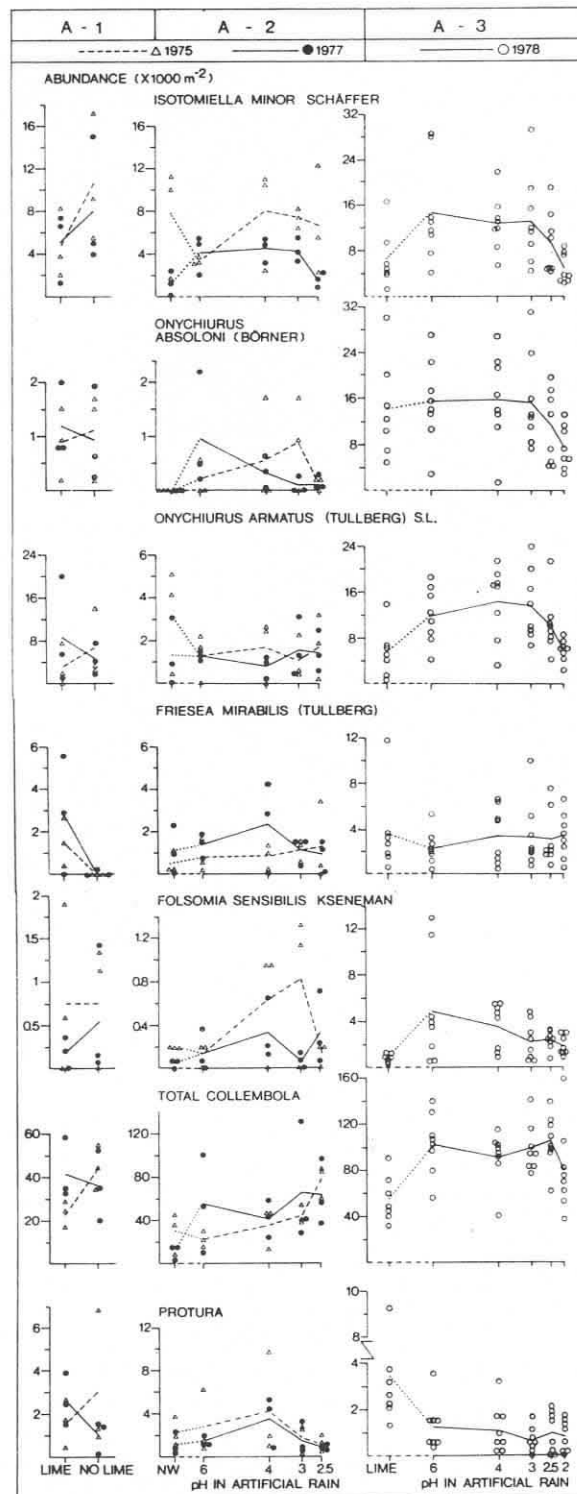 A - 1 A - 2 A - 3
1975 1977 1978
ABUNDANCE (X1000 m⁻²)
ISOTOMIELLA MINOR SCHÄFFER
16 12 8 4
16 12 8 4
32 24 16 8
ONYCHIURUS
ABSOLONI (BÖRNER)
2 1
2 1
32 24 16 8
ONYCHIURUS ARMATUS (TULLBERG) S.L.
24 16 8
6 4 2
24 16 8
FRIESEA MIRABILIS (TULLBERG)
6 4 2
6 4 2
12 8 4
FOLSOMIA SENSIBILIS KSENEMAN
2 1.5 1 0.5
1.2 0.8 0.4
12 8 4
TOTAL COLLEMBOLA
60 40 20
120 80 40
160 120 80 40
PROTURA
6 4 2
12 8 4
10 8 4 2
LIME NO LIME NW 6 4 3 2.5 LIME 6 4 3 2.5 2
pH IN ARTIFICIAL RAIN pH IN ARTIFICIAL RAIN